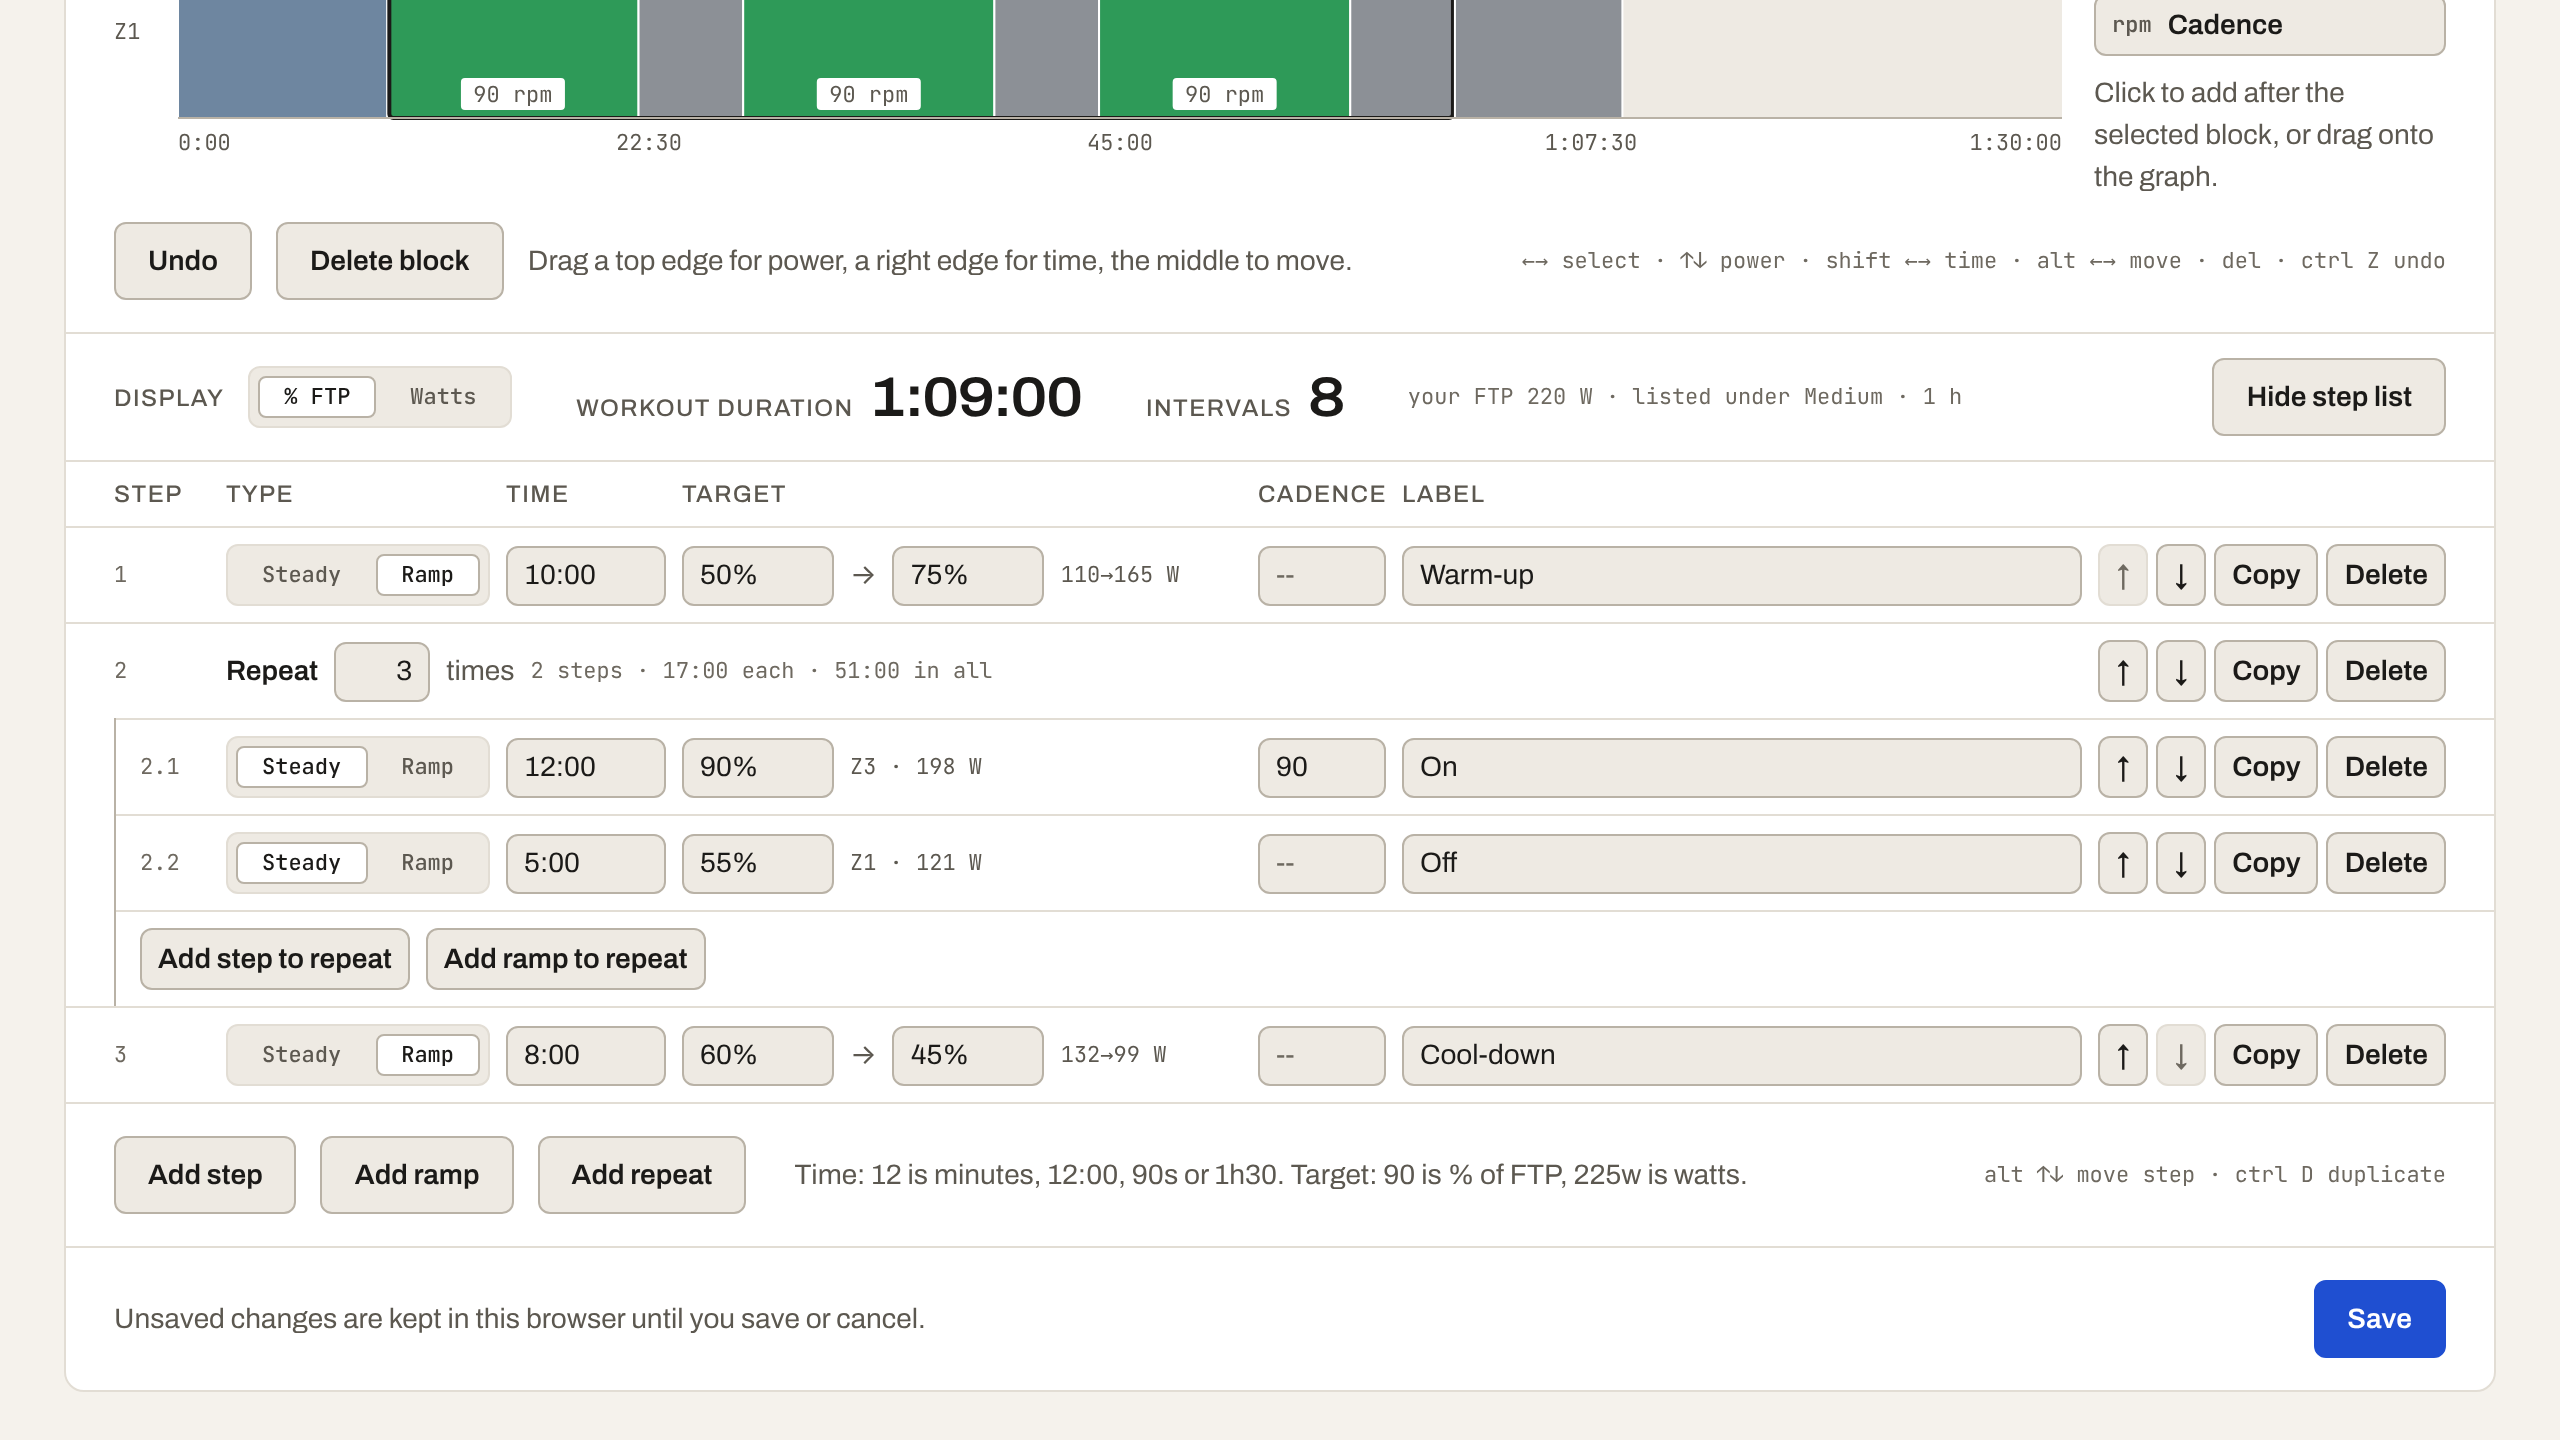 Z1
90 rpm 90 rpm 90 rpm
0:00 22:30 45:00 1:07:30 1:30:00
rpm Cadence
Click to add after the
selected block, or drag onto
the graph.
Undo Delete block Drag a top edge for power, a right edge for time, the middle to move. ←→ select · ↑↓ power · shift ←→ time · alt ←→ move · del · ctrl Z undo
DISPLAY % FTP Watts WORKOUT DURATION 1:09:00 INTERVALS 8 your FTP 220 W · listed under Medium · 1 h Hide step list
STEP TYPE TIME TARGET CADENCE LABEL
1 Steady Ramp 10:00 50% → 75% 110→165 W -- Warm-up ↑ ↓ Copy Delete
2 Repeat 3 times 2 steps · 17:00 each · 51:00 in all ↑ ↓ Copy Delete
2.1 Steady Ramp 12:00 90% Z3 · 198 W 90 On ↑ ↓ Copy Delete
2.2 Steady Ramp 5:00 55% Z1 · 121 W -- Off ↑ ↓ Copy Delete
Add step to repeat Add ramp to repeat
3 Steady Ramp 8:00 60% → 45% 132→99 W -- Cool-down ↑ ↓ Copy Delete
Add step Add ramp Add repeat Time: 12 is minutes, 12:00, 90s or 1h30. Target: 90 is % of FTP, 225w is watts. alt ↑↓ move step · ctrl D duplicate
Unsaved changes are kept in this browser until you save or cancel. Save